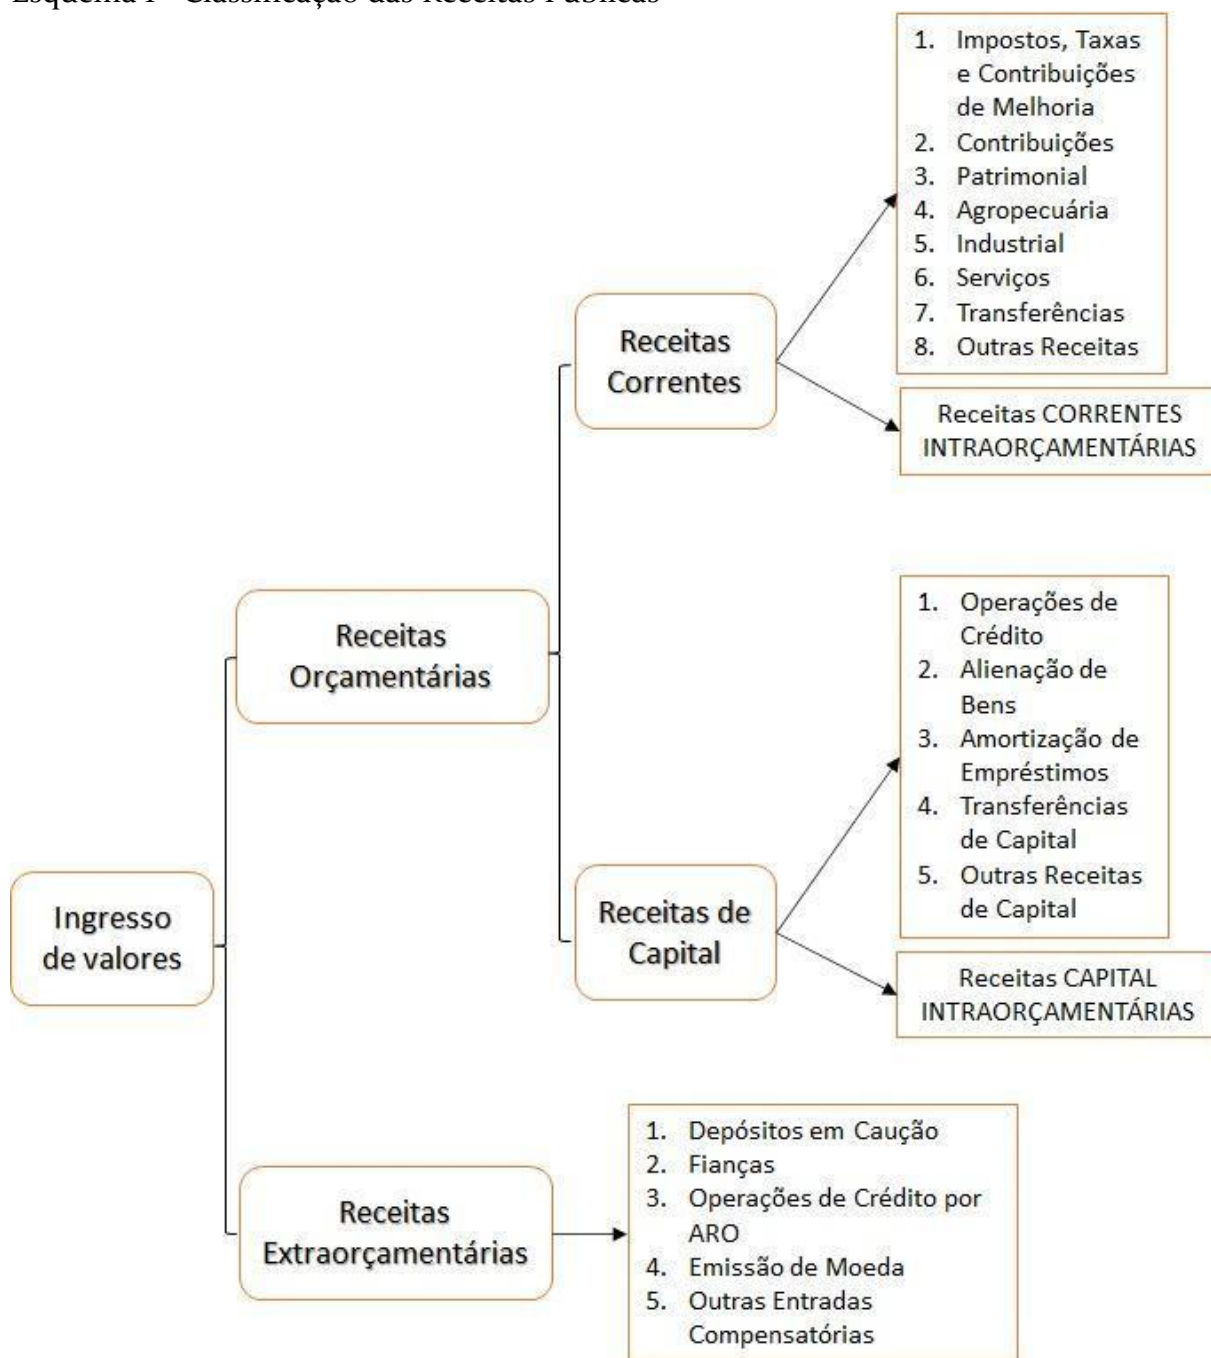 Esquema 1 - Classificação das Receitas Públicas
1. Impostos, Taxas
e Contribuições
de Melhoria
2. Contribuições
3. Patrimonial
4. Agropecuária
5. Industrial
6. Serviços
7. Transferências
8. Outras Receitas
Receitas
Correntes
Receitas CORRENTES
INTRAORÇAMENTÁRIAS
Receitas
Orçamentárias
1. Operações de
Crédito
2. Alienação de
Bens
3. Amortização de
Empréstimos
4. Transferências
de Capital
5. Outras Receitas
de Capital
Receitas de
Capital
Receitas CAPITAL
INTRAORÇAMENTÁRIAS
Ingresso
de valores
Receitas
Extraorçamentárias
1. Depósitos em Caução
2. Fianças
3. Operações de Crédito por
ARO
4. Emissão de Moeda
5. Outras Entradas
Compensatórias